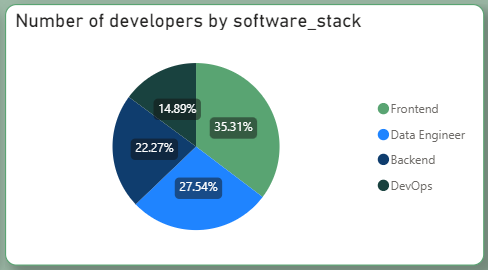 Number of developers by software_stack
14.89%
35.31%
22.27%
27.54%
Frontend
Data Engineer
Backend
DevOps